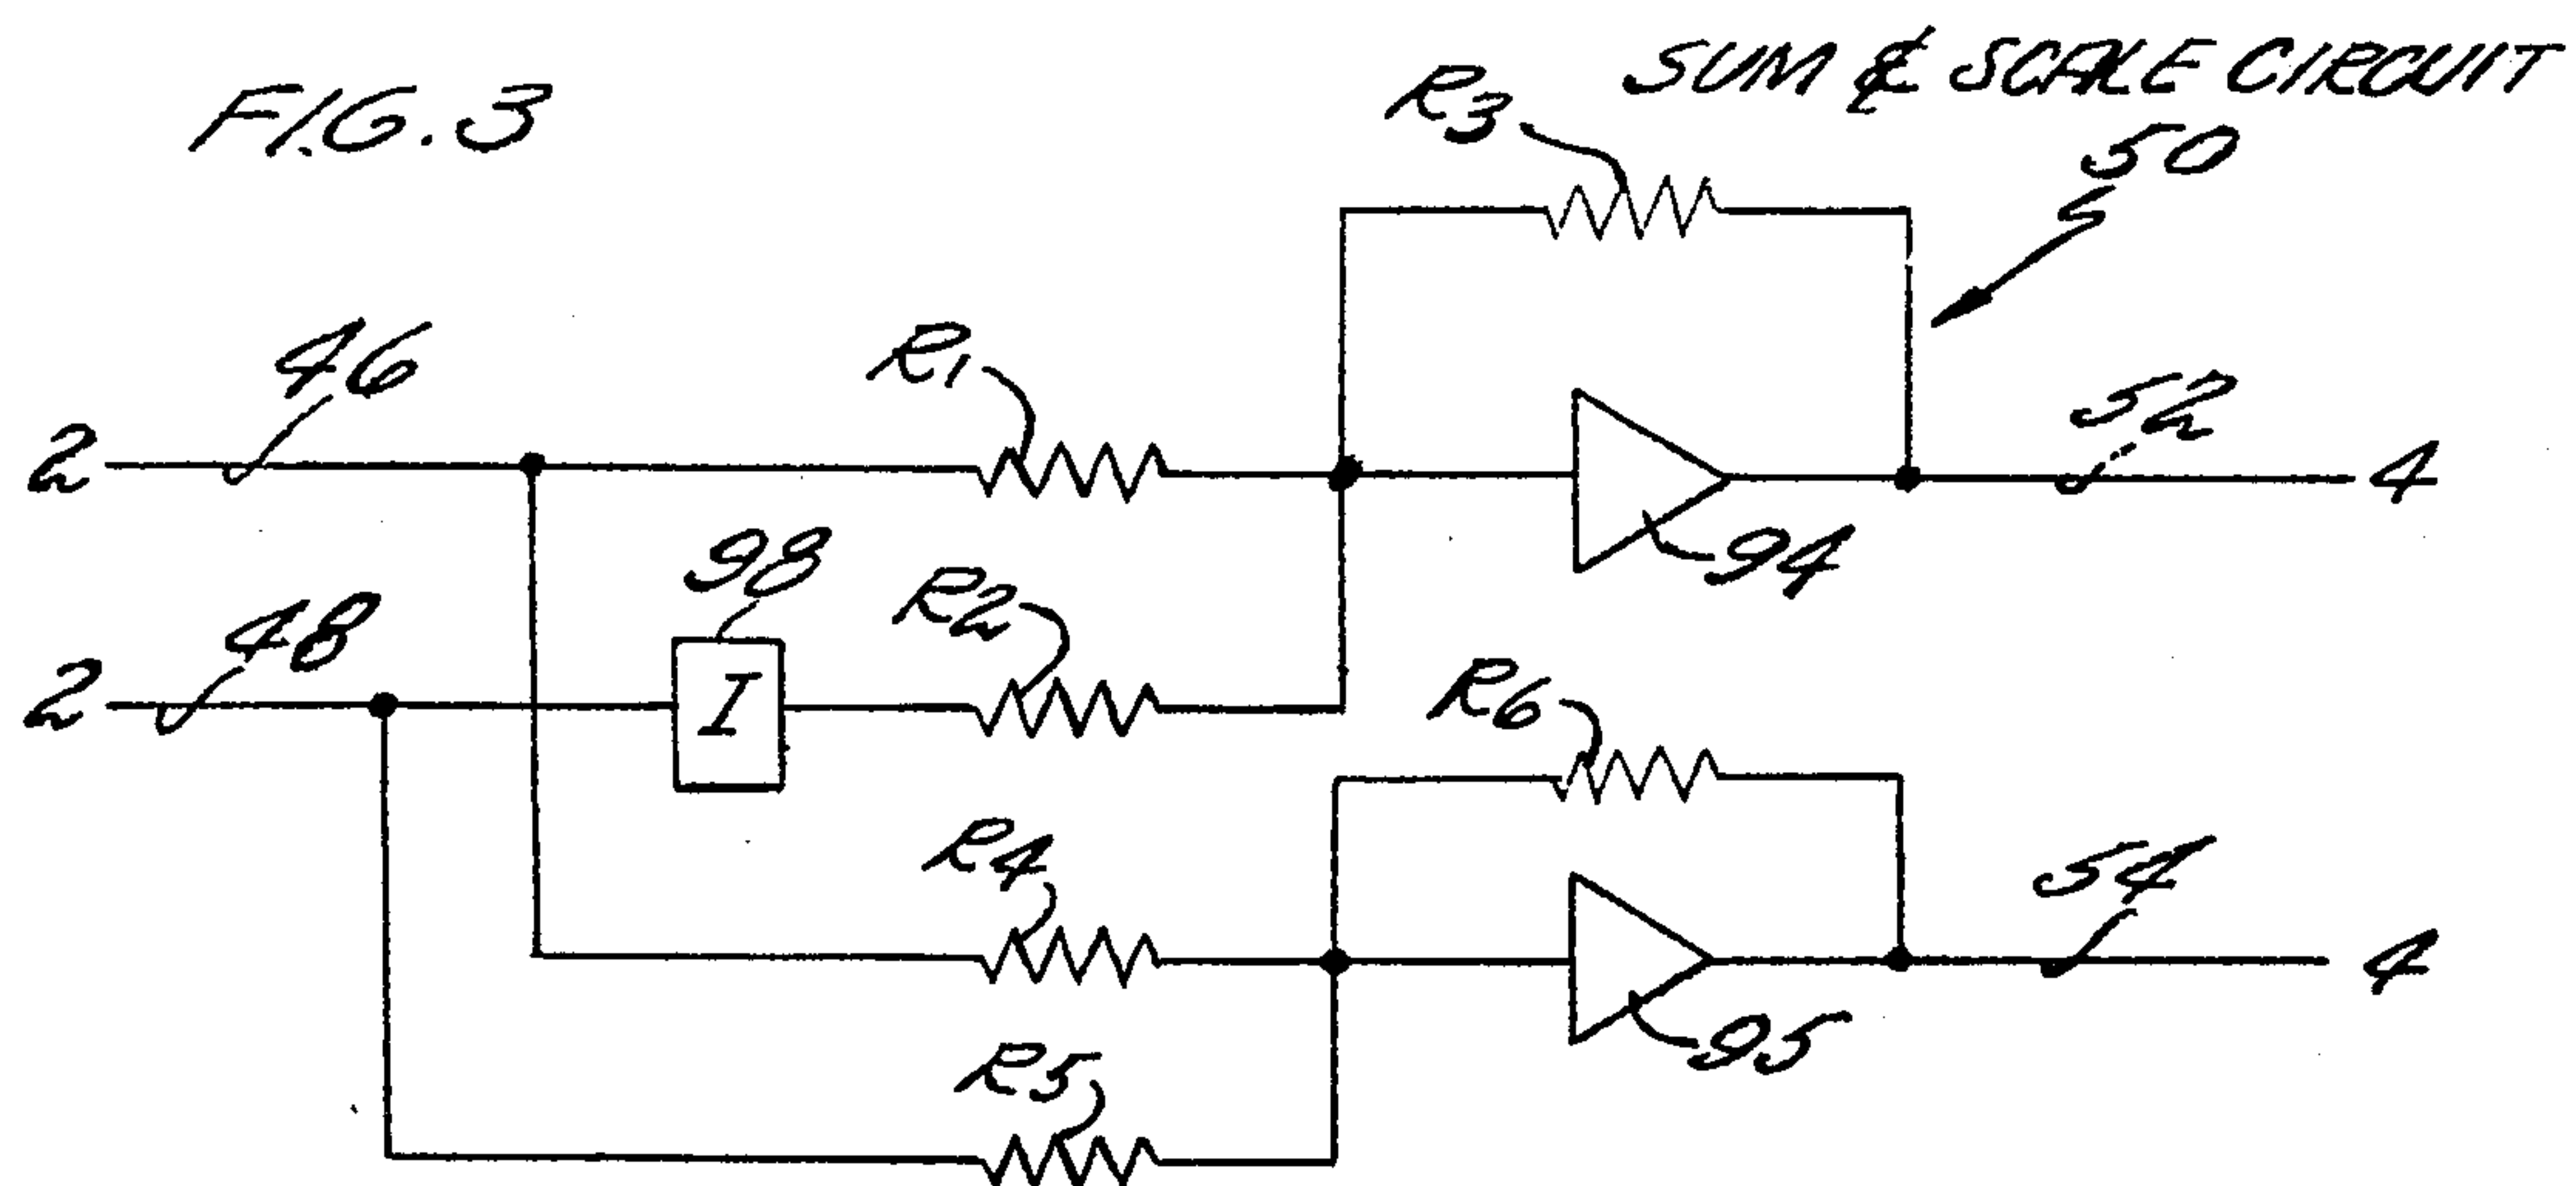 FIG. 3
SUM & SCALE CIRCUIT
R3
50
R1
46
52
2
4
98
94
R2
48
2
I
R6
R4
54
4
95
R5